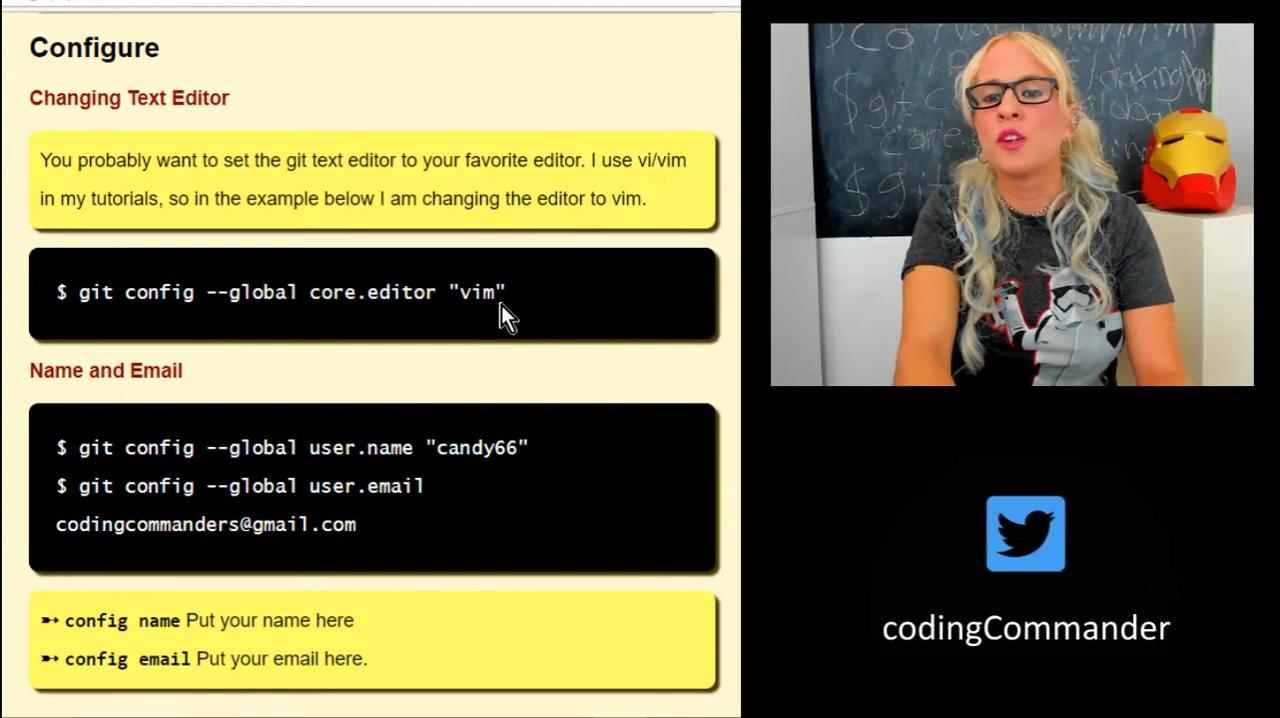 Configure
Changing Text Editor
You probably want to set the git text editor to your favorite editor. I use vi/vim
in my tutorials, so in the example below I am changing the editor to vim.
$ git config --global core.editor "vim"
Name and Email
$ git config --global user.name "candy66"
$ git config --global user.email
codingcommanders@gmail.com
➼ config name Put your name here
➼ config email Put your email here.
$ git
$ git
codingCommander